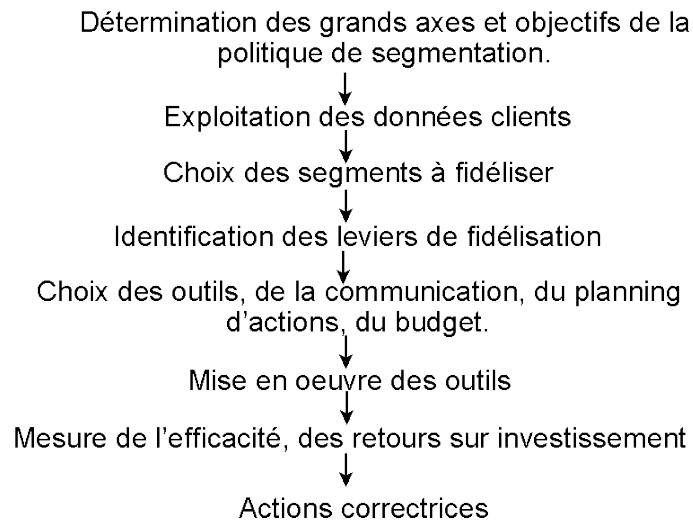 Détermination des grands axes et objectifs de la
politique de segmentation.
Exploitation des données clients
Choix des segments à fidéliser
Identification des leviers de fidélisation
Choix des outils, de la communication, du planning
d’actions, du budget.
Mise en oeuvre des outils
Mesure de l’efficacité, des retours sur investissement
Actions correctrices